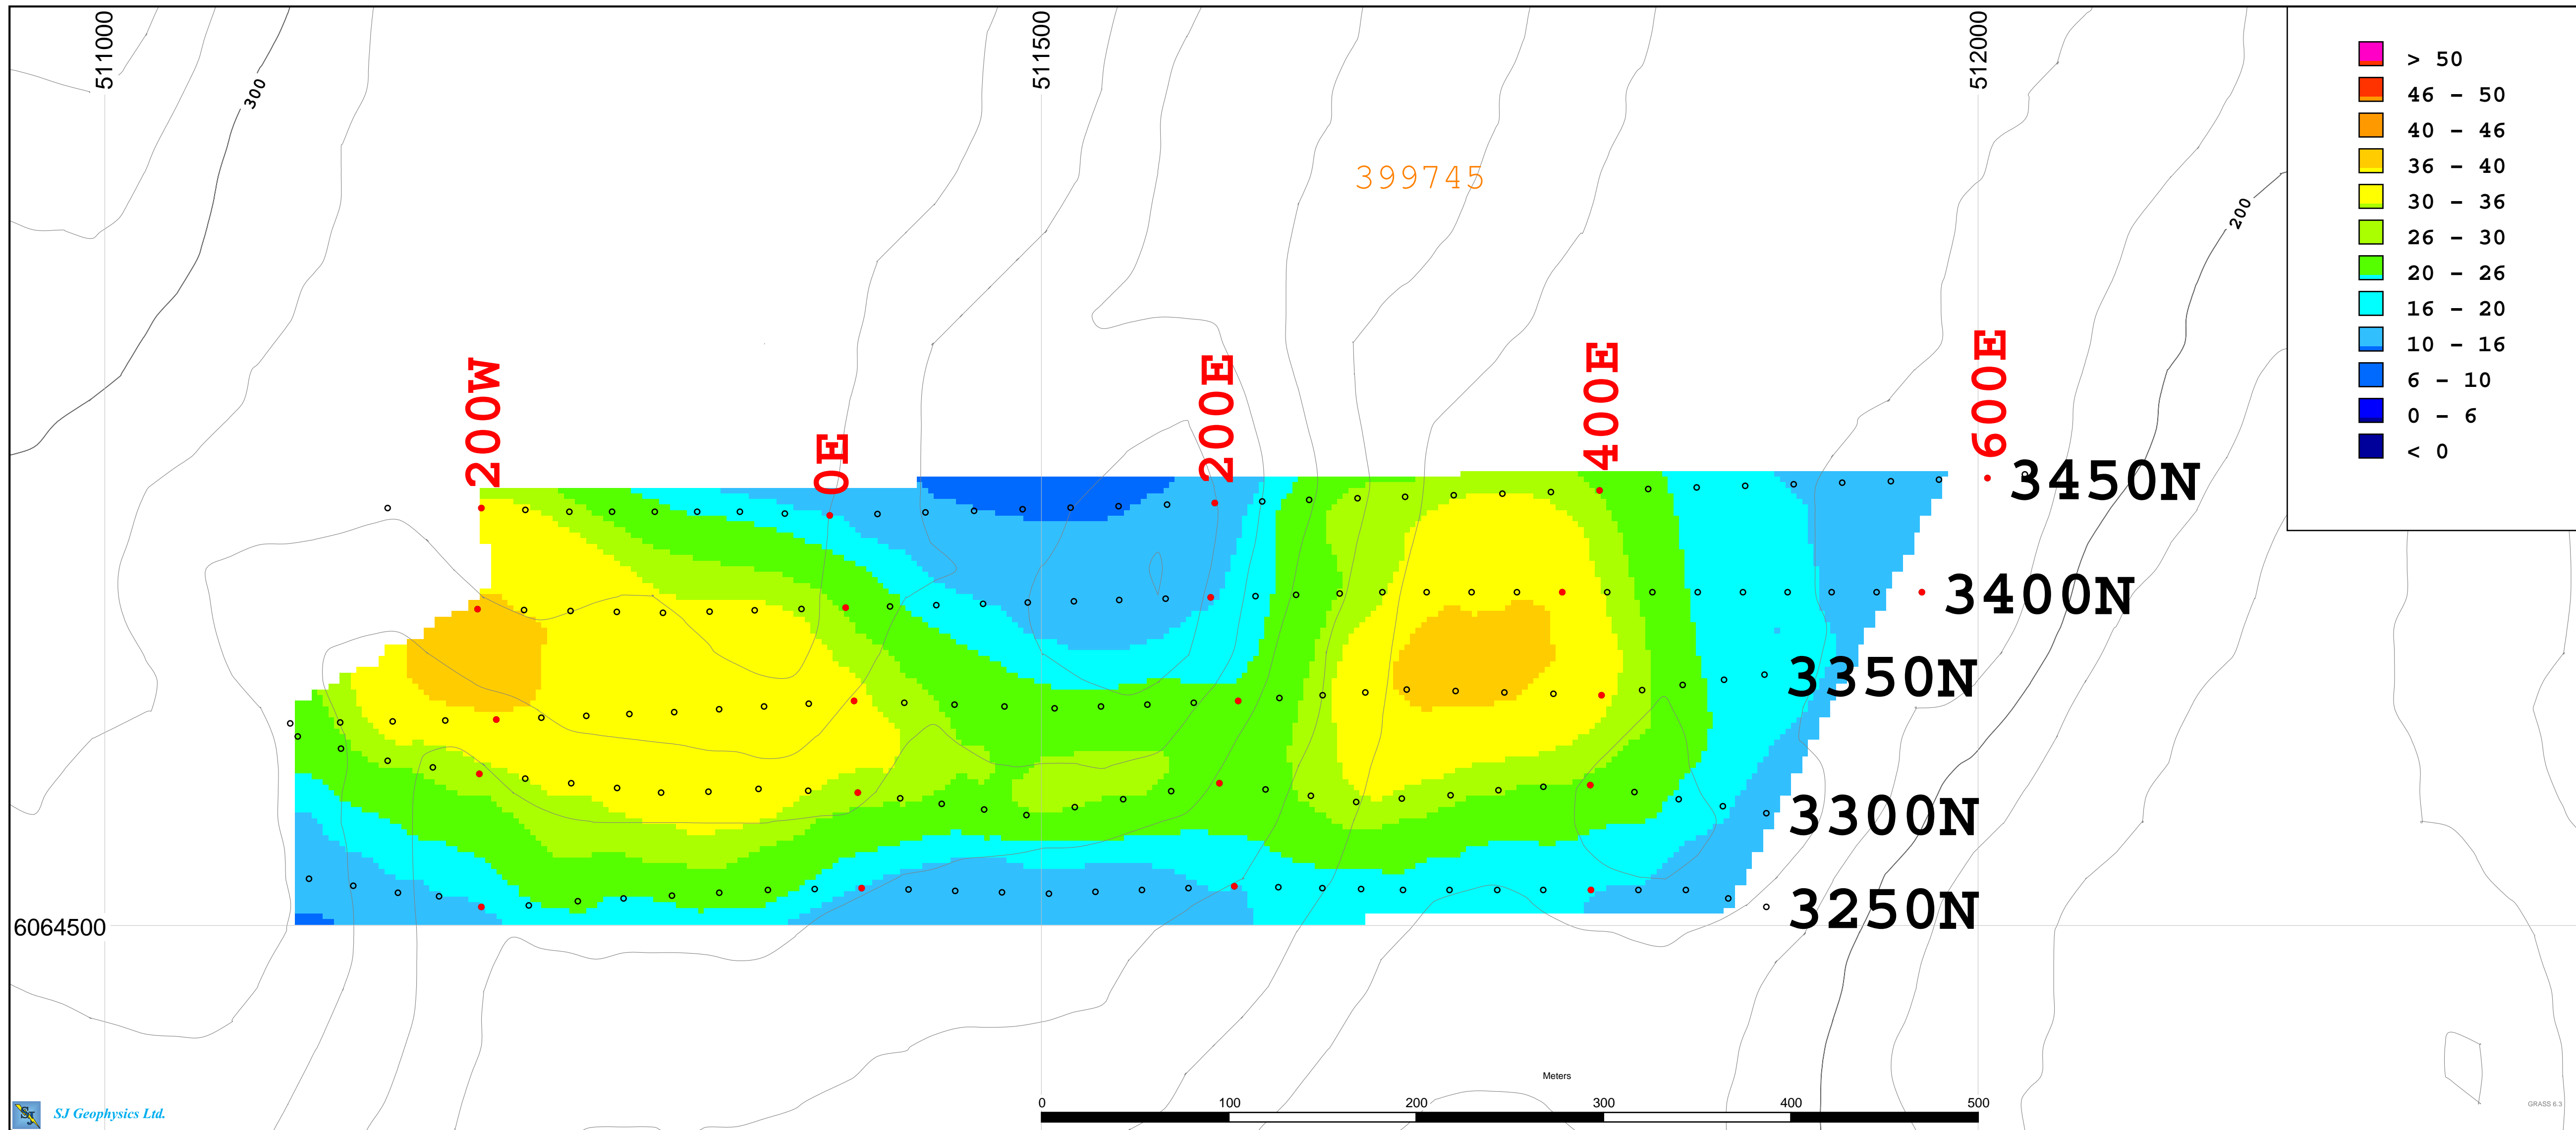 511000
511500
512000
300
200
399745
> 50
46 – 50
40 – 46
36 – 40
30 – 36
26 – 30
20 – 26
16 – 20
10 – 16
6 – 10
0 – 6
< 0
200W
0E
200E
400E
600E
3450N
3400N
3350N
3300N
3250N
6064500
Meters
0 100 200 300 400 500
SJ
SJ Geophysics Ltd.
GRASS 6.3